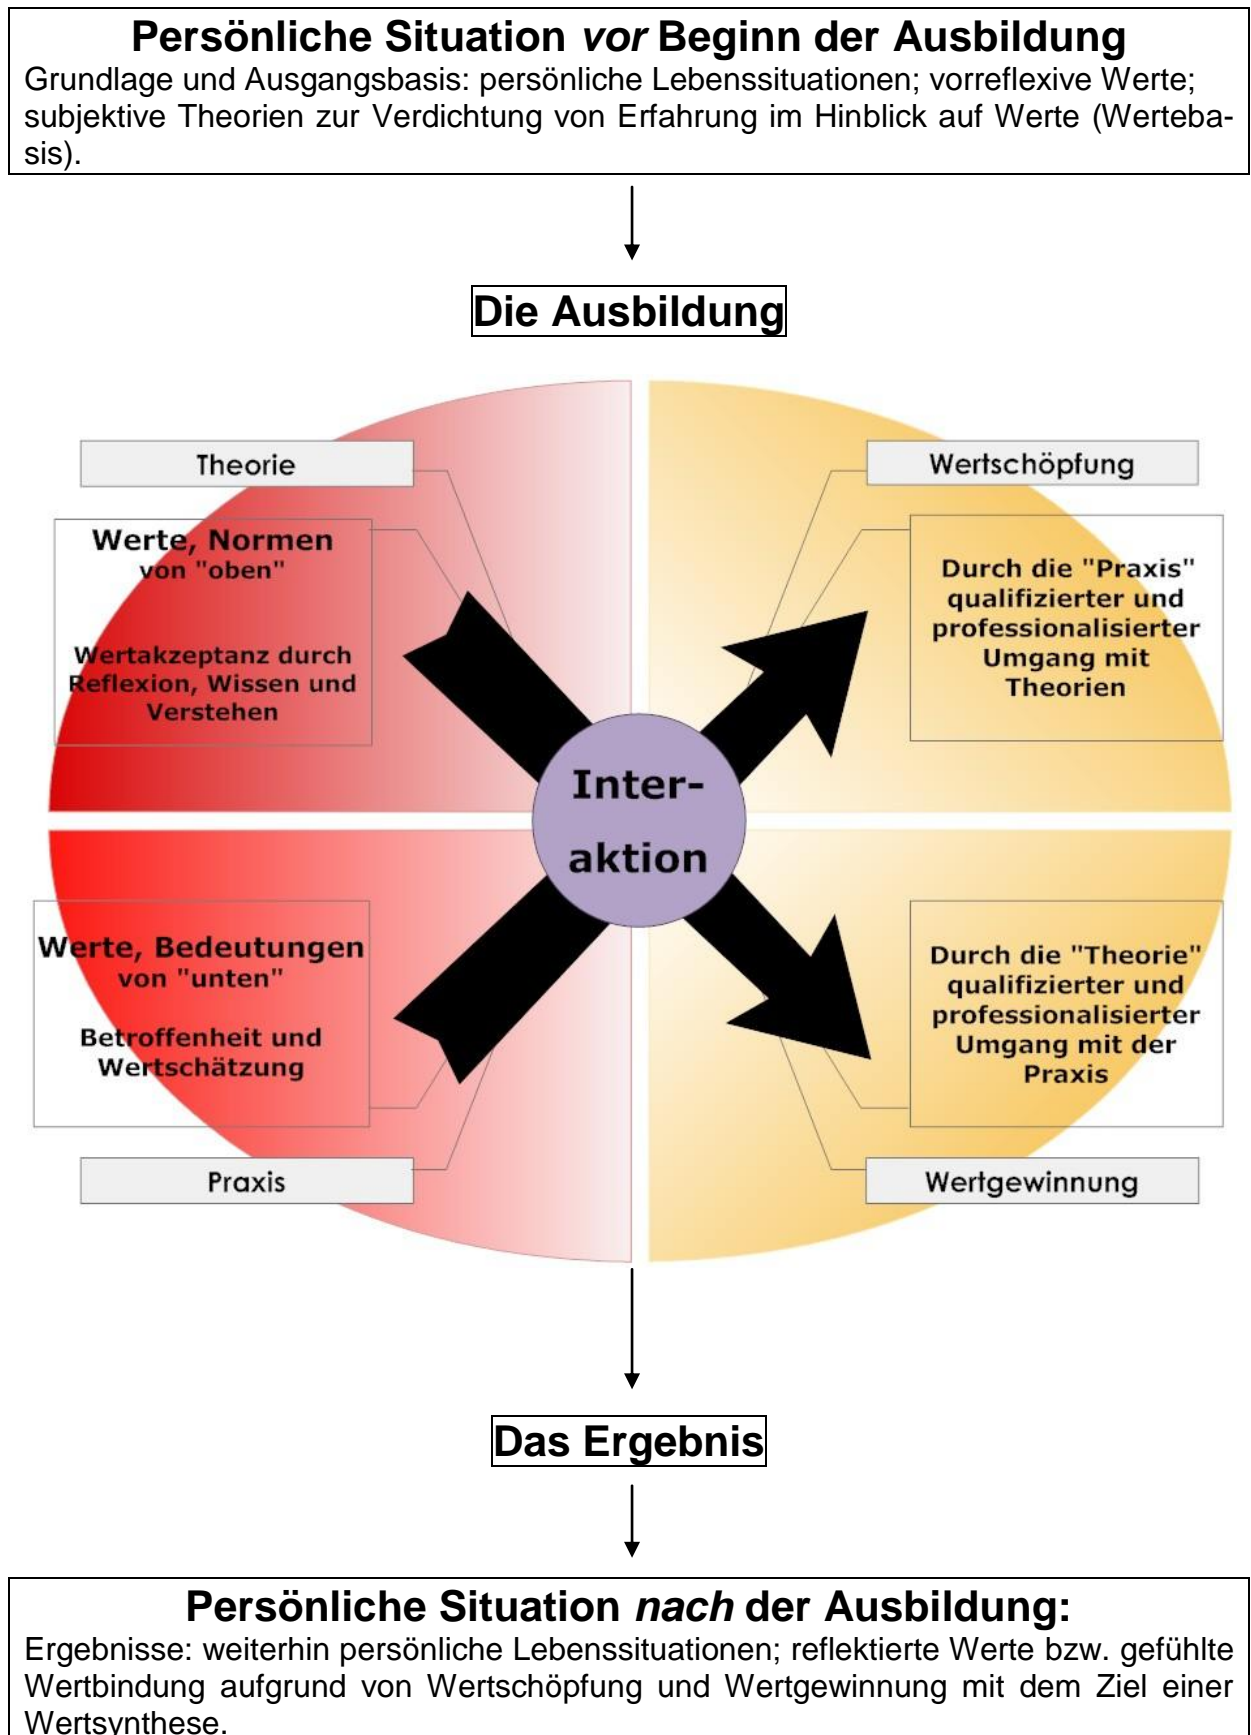 Persönliche Situation vor Beginn der Ausbildung
Grundlage und Ausgangsbasis: persönliche Lebenssituationen; vorreflexive Werte;
subjektive Theorien zur Verdichtung von Erfahrung im Hinblick auf Werte (Werteba-
sis).
Die Ausbildung
Theorie
Werte, Normen
von "oben"
Wertakzeptanz durch
Reflexion, Wissen und
Verstehen
Wertschöpfung
Durch die "Praxis"
qualifizierter und
professionalisierter
Umgang mit
Theorien
Inter-
aktion
Werte, Bedeutungen
von "unten"
Betroffenheit und
Wertschätzung
Praxis
Durch die "Theorie"
qualifizierter und
professionalisierter
Umgang mit der
Praxis
Wertgewinnung
Das Ergebnis
Persönliche Situation nach der Ausbildung:
Ergebnisse: weiterhin persönliche Lebenssituationen; reflektierte Werte bzw. gefühlte
Wertbindung aufgrund von Wertschöpfung und Wertgewinnung mit dem Ziel einer
Wertsynthese.